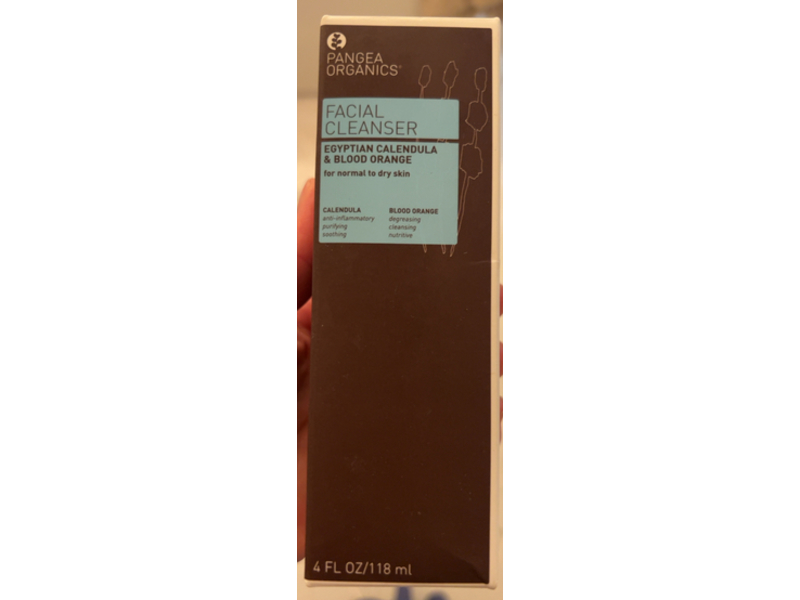 PANGEA
ORGANICS®
FACIAL
CLEANSER
EGYPTIAN CALENDULA
& BLOOD ORANGE
for normal to dry skin
CALENDULA
anti-inflammatory
purifying
soothing
BLOOD ORANGE
degreasing
cleansing
nutritive
4 FL OZ/118 ml